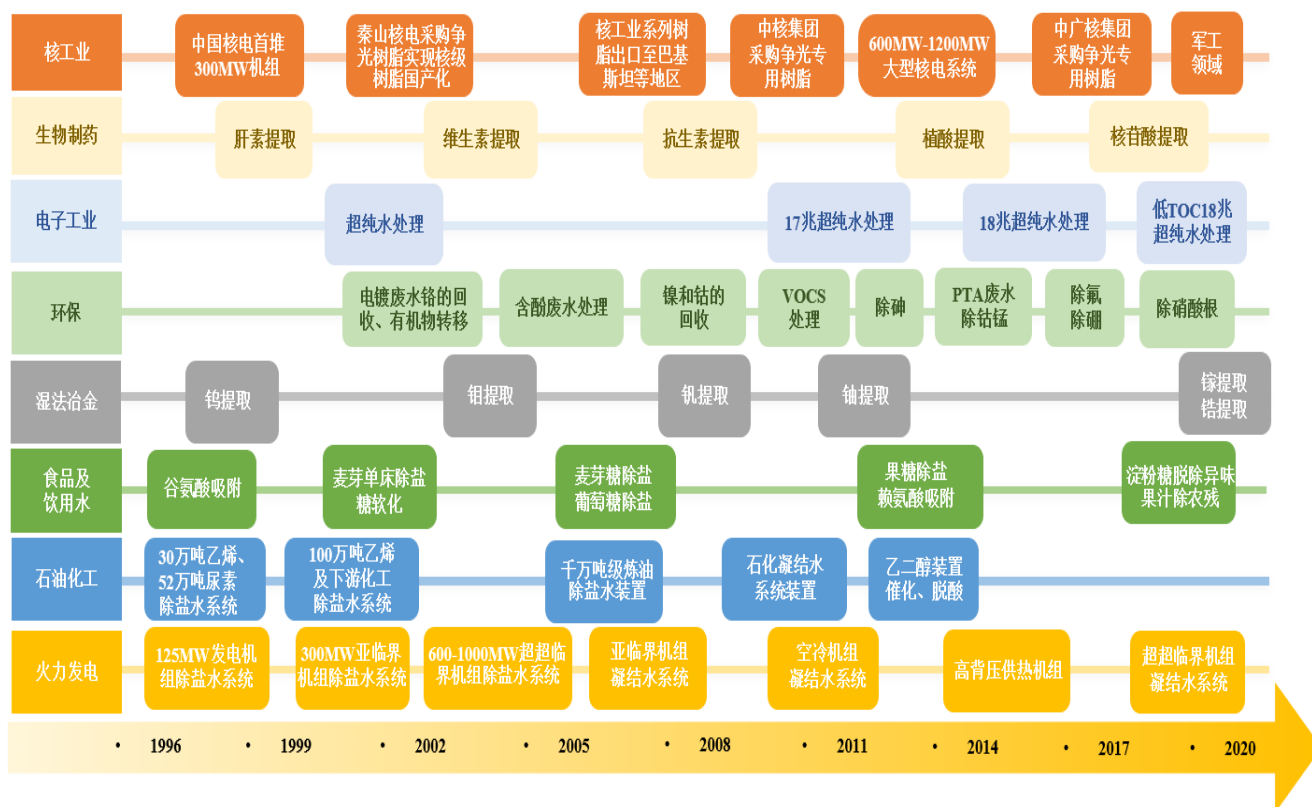 核工业
中国核电首堆
300MW机组
秦山核电采购争
光树脂实现核级
树脂国产化
核工业系列树
脂出口至巴基
斯坦等地区
中核集团
采购争光专
用树脂
600MW-1200MW
大型核电系统
中广核集团
采购争光专
用树脂
军工
领域
生物制药
肝素提取
维生素提取
抗生素提取
植酸提取
核苷酸提取
电子工业
超纯水处理
17兆超纯水处理
18兆超纯水处理
低TOC18兆
超纯水处理
环保
电镀废水铬的回
收、有机物转移
含酚废水处理
镍和钴的
回收
VOCS
处理
除砷
PTA废水
除钴锰
除氟
除硼
除硝酸根
湿法冶金
钨提取
钼提取
钒提取
铀提取
镓提取
锆提取
食品及
饮用水
谷氨酸吸附
麦芽单床除盐
糖软化
麦芽糖除盐
葡萄糖除盐
果糖除盐
赖氨酸吸附
淀粉糖脱除异味
果汁除农残
石油化工
30万吨乙烯、
52万吨尿素
除盐水系统
100万吨乙烯
及下游化工
除盐水系统
千万吨级炼油
除盐水装置
石化凝结水
系统装置
乙二醇装置
催化、脱酸
火力发电
125MW发电机
组除盐水系统
300MW亚临界
机组除盐水系统
600-1000MW超超临
界机组除盐水系统
亚临界机组
凝结水系统
空冷机组
凝结水系统
高背压供热机组
超超临界机组
凝结水系统
· 1996 · 1999 · 2002 · 2005 · 2008 · 2011 · 2014 · 2017 · 2020